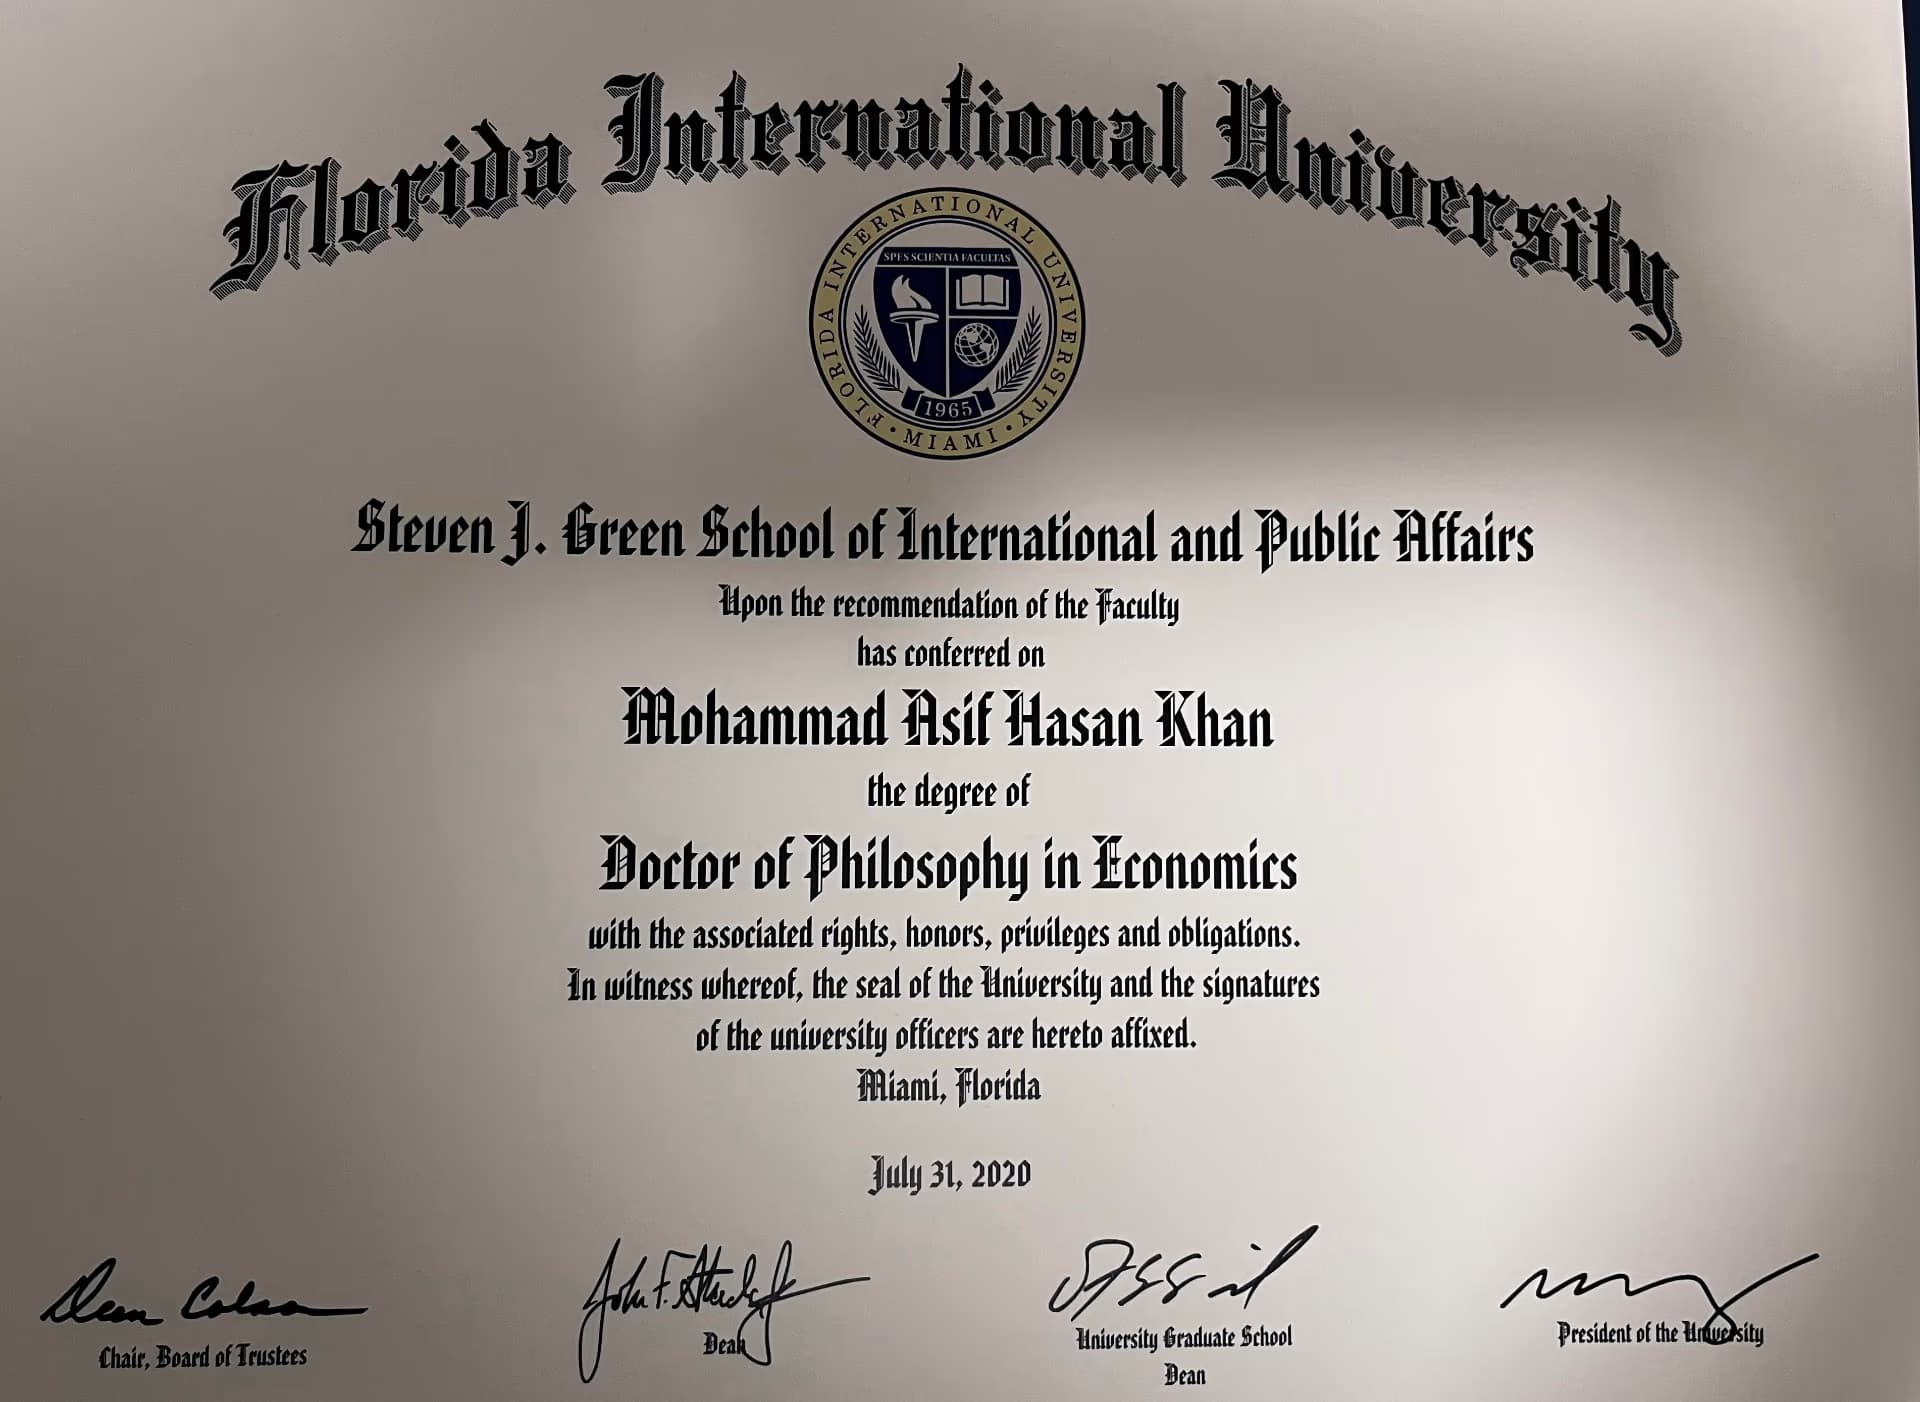 Florida International University
FLORIDA INTERNATIONAL UNIVERSITY
SPES SCIENTIA FACULTAS
1965
MIAMI
Steven J. Green School of International and Public Affairs
Upon the recommendation of the Faculty
has conferred on
Mohammad Asif Hasan Khan
the degree of
Doctor of Philosophy in Economics
with the associated rights, honors, privileges and obligations.
In witness whereof, the seal of the University and the signatures
of the university officers are hereto affixed.
Miami, Florida
July 31, 2020
Dean Colson
John F.
Chair, Board of Trustees
Dean
University Graduate School
Dean
President of the University